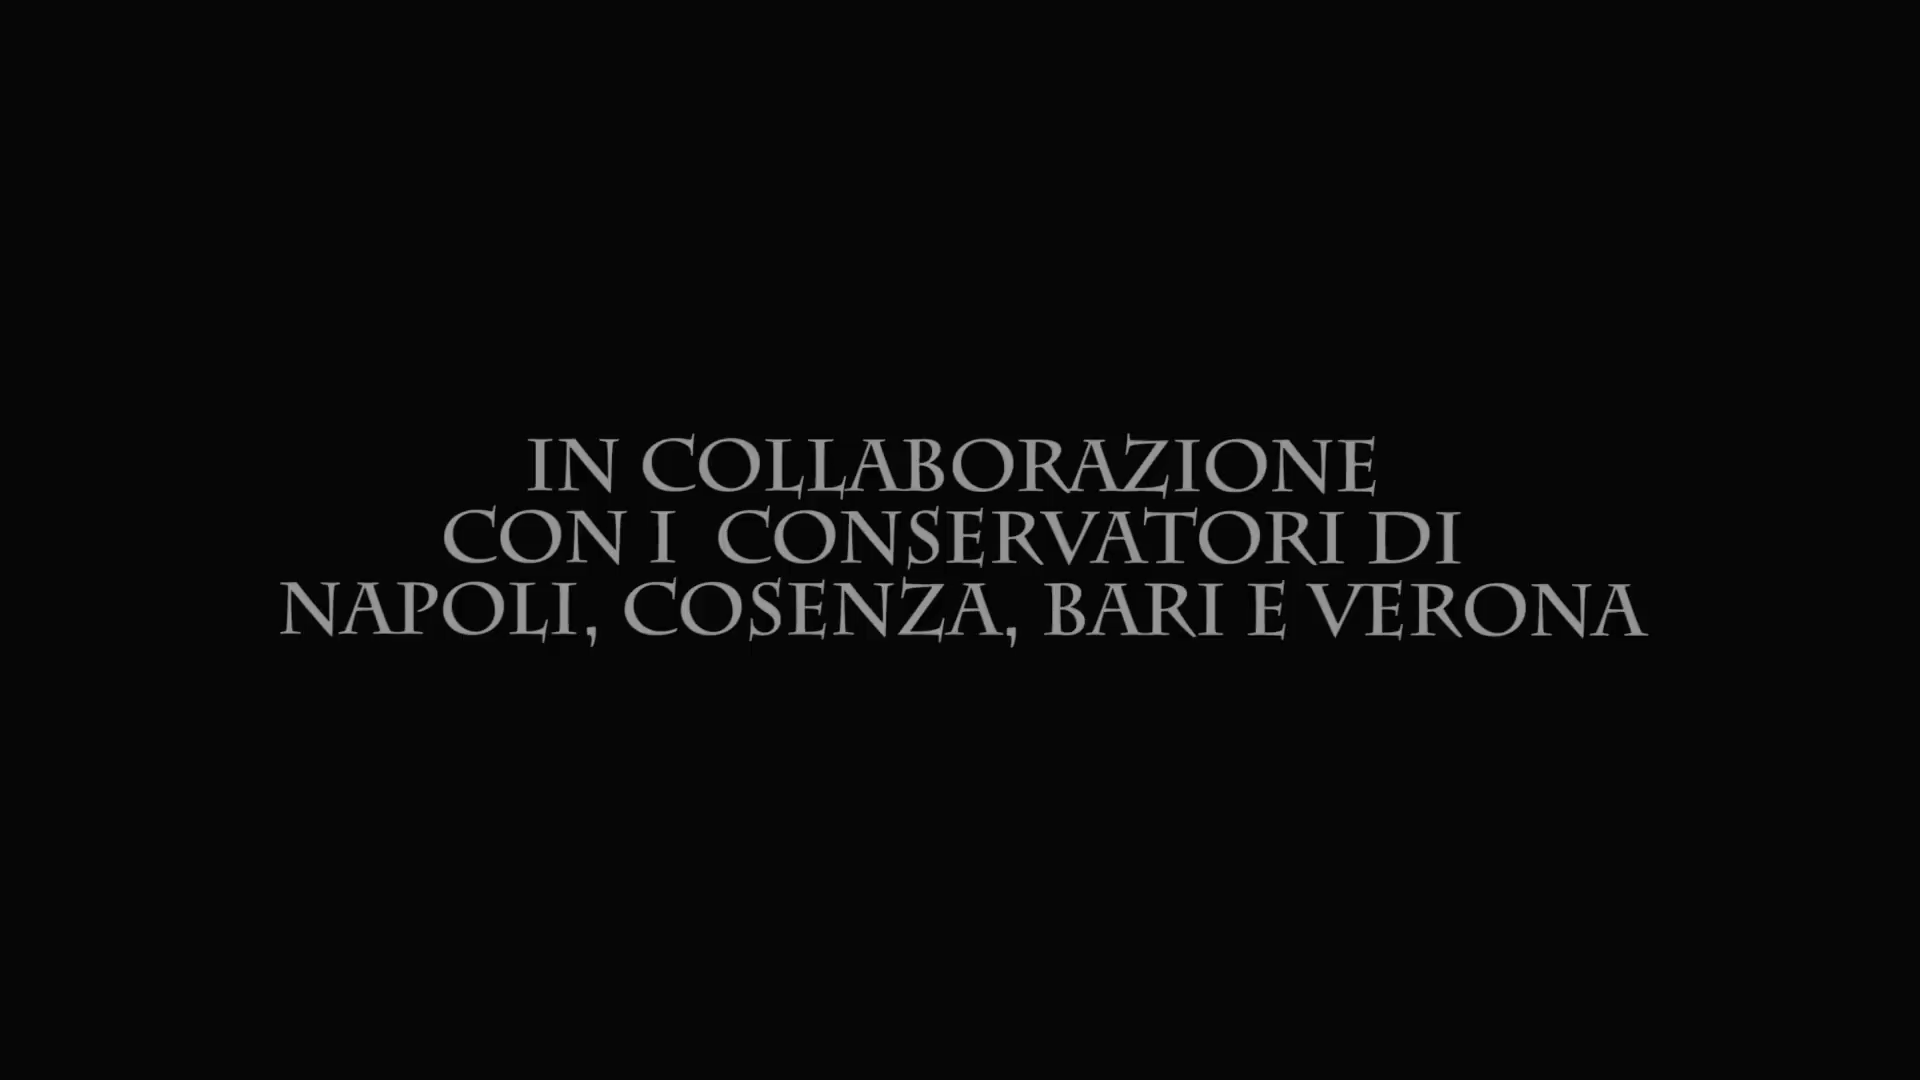 IN COLLABORAZIONE
CON I  CONSERVATORI DI
NAPOLI, COSENZA, BARI E VERONA